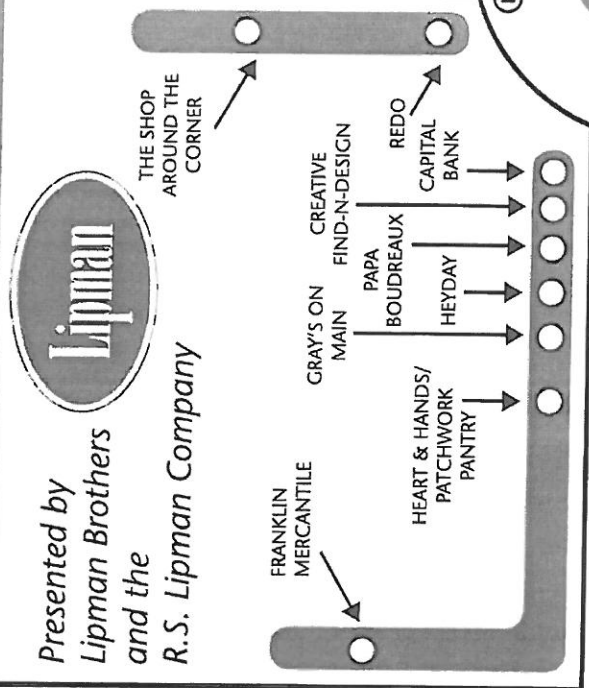 Presented by
Lipman Brothers
and the
R.S. Lipman Company
Lipman
FRANKLIN
MERCANTILE
THE SHOP
AROUND THE
CORNER
GRAY'S ON
MAIN
CREATIVE
FIND-N-DESIGN
PAPA
BOUDREAUX
REDO
HEART & HANDS/
PATCHWORK
PANTRY
HEYDAY
CAPITAL
BANK